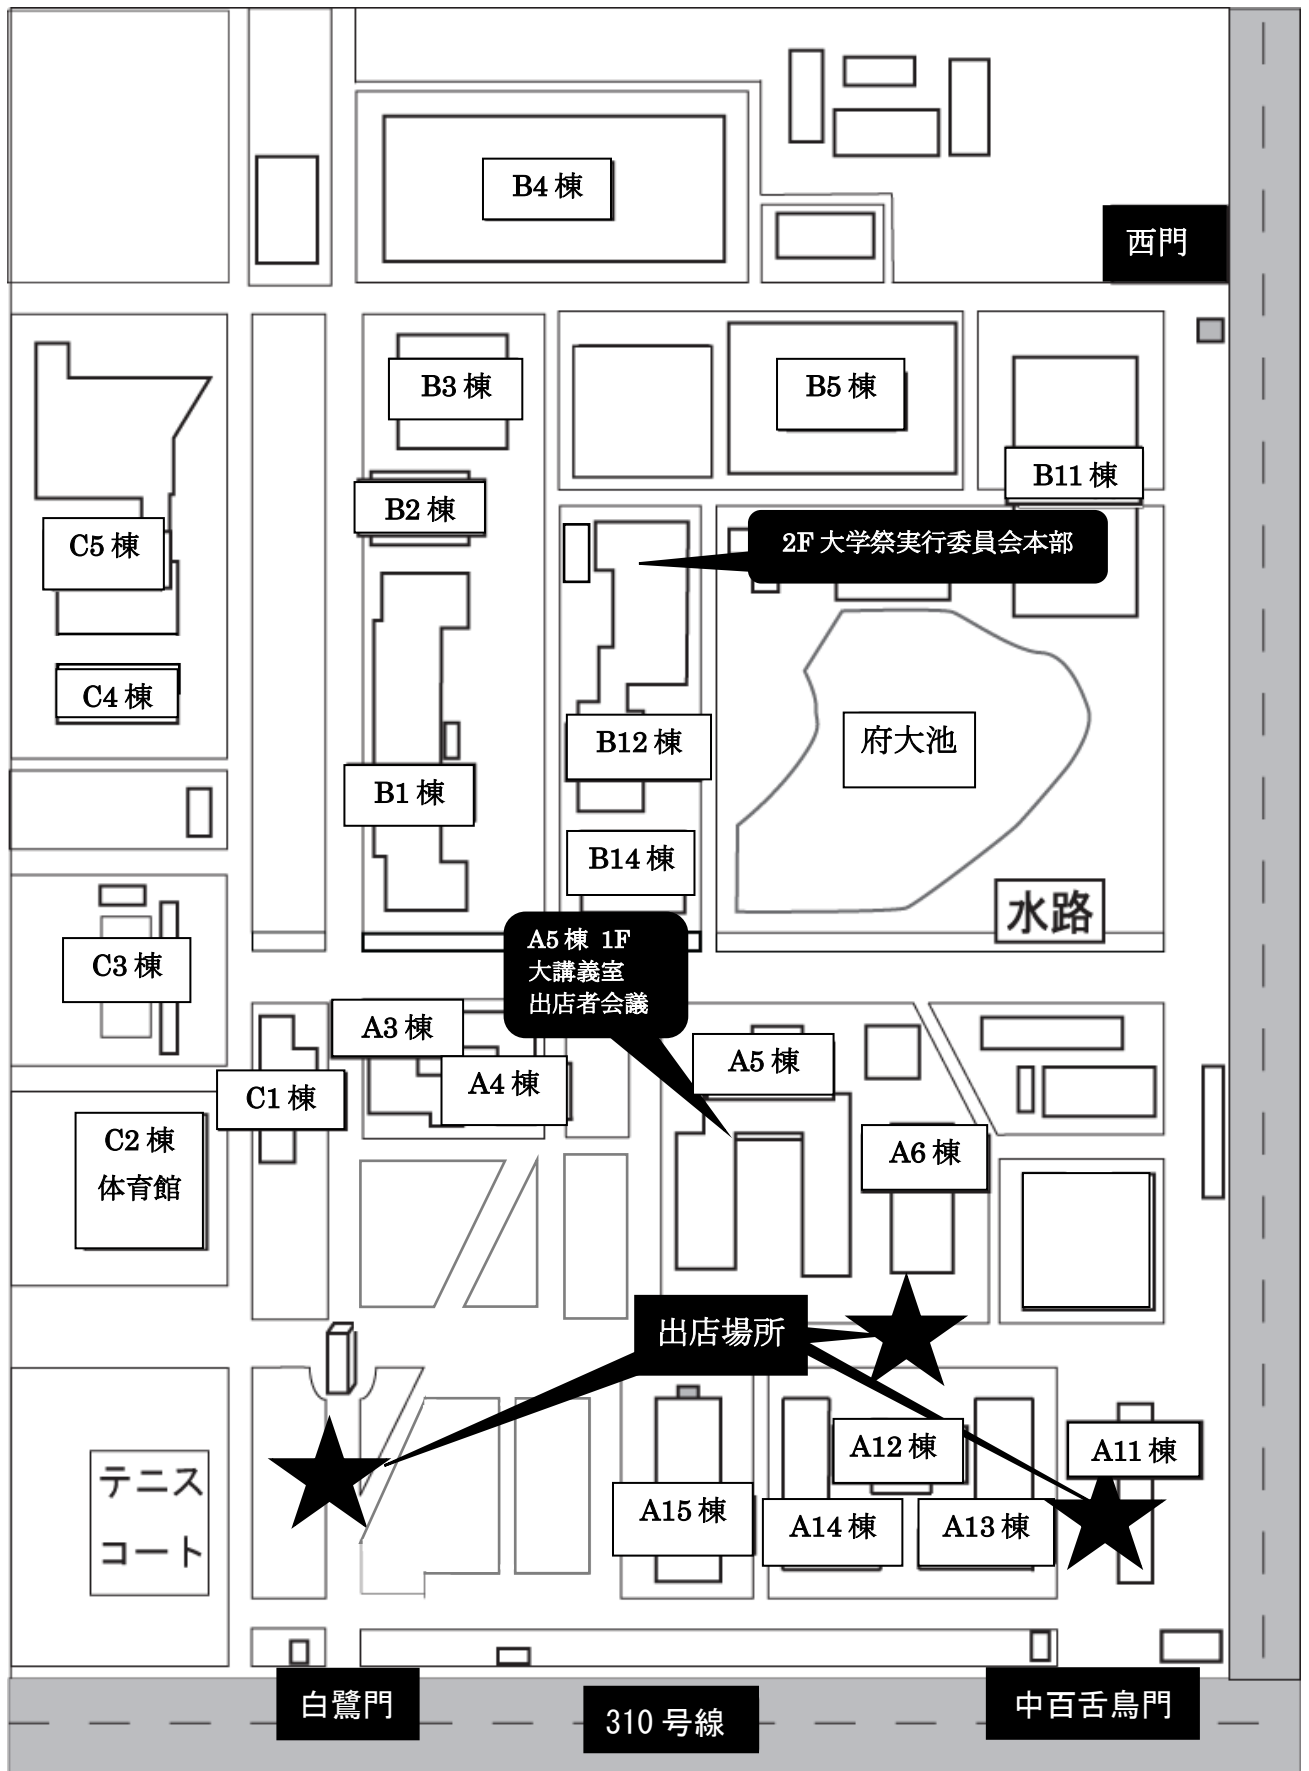 B4棟
西門
B3棟
B5棟
B11棟
B2棟
C5棟
2F 大学祭実行委員会本部
C4棟
B12棟
府大池
B1棟
B14棟
水路
A5棟 1F
大講義室
出店者会議
C3棟
A3棟
A5棟
A4棟
C1棟
C2棟
体育館
A6棟
出店場所
A12棟
A11棟
テニス
コート
A15棟
A14棟
A13棟
白鷺門
310号線
中百舌鳥門